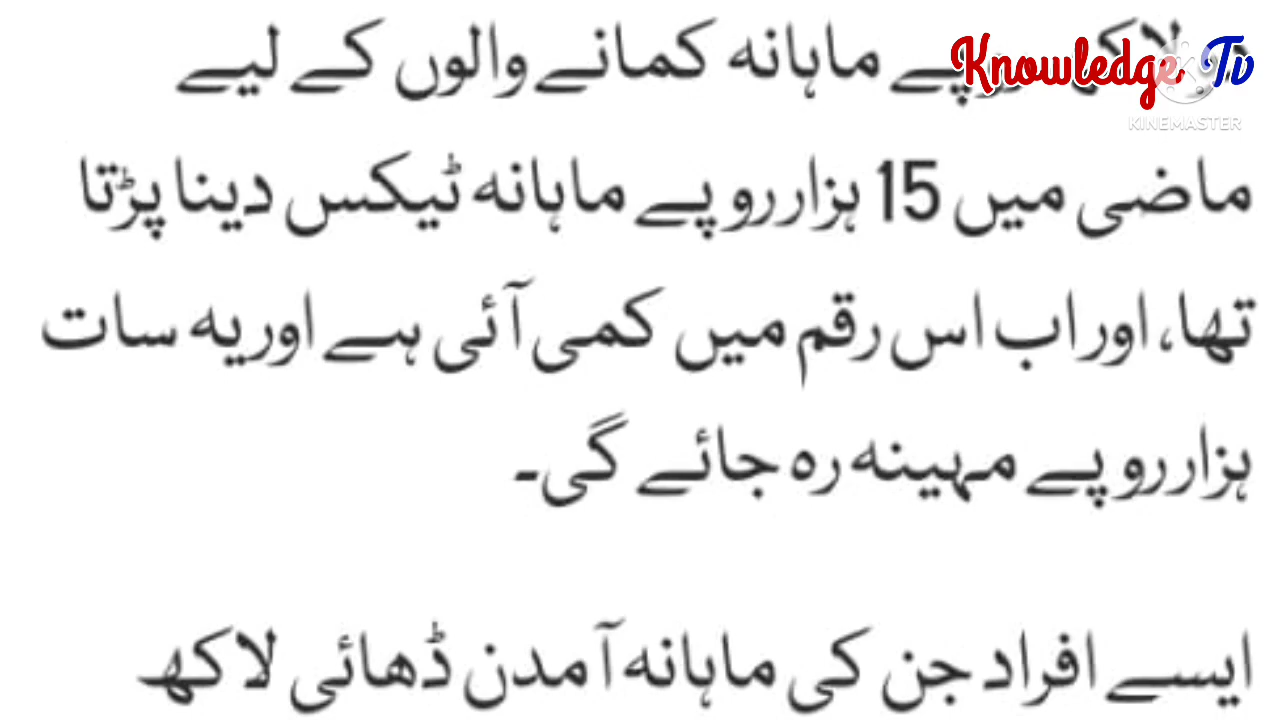 لاکھ روپے ماہانہ کمانے والوں کے لیے
Knowledge Tv
KINEMASTER
ماضی میں 15 ہزار روپے ماہانہ ٹیکس دینا پڑتا
تھا، اور اب اس رقم میں کمی آئی ہے اور یہ سات
ہزار روپے مہینہ رہ جائے گی۔
ایسے افراد جن کی ماہانہ آمدن ڈھائی لاکھ